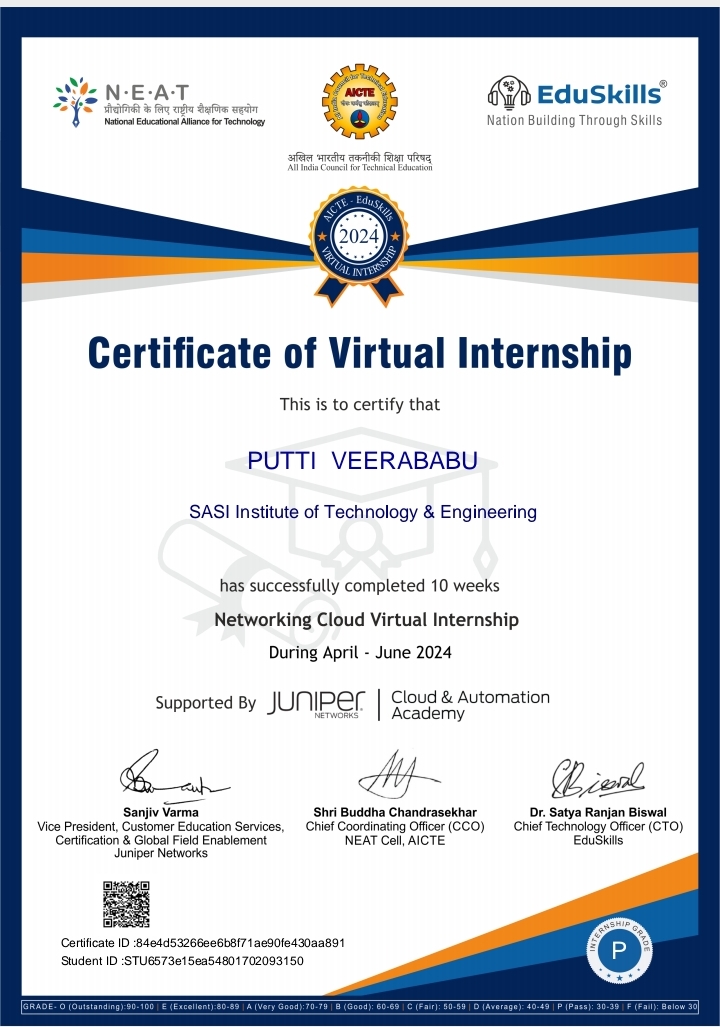 N·E·A·T
प्रौद्योगिकी के लिए राष्ट्रीय शैक्षणिक सहयोग
National Educational Alliance for Technology
All India Council for Technical Education
AICTE
अखिल भारतीय तकनीकी शिक्षा परिषद्
All India Council for Technical Education
EduSkills®
Nation Building Through Skills
AICTE - EduSkills
2024
VIRTUAL INTERNSHIP
Certificate of Virtual Internship
This is to certify that
PUTTI VEERABABU
SASI Institute of Technology & Engineering
has successfully completed 10 weeks
Networking Cloud Virtual Internship
During April - June 2024
Supported By JUNIPER NETWORKS | Cloud & Automation Academy
Sanjiv Varma
Vice President, Customer Education Services,
Certification & Global Field Enablement
Juniper Networks
Shri Buddha Chandrasekhar
Chief Coordinating Officer (CCO)
NEAT Cell, AICTE
Dr. Satya Ranjan Biswal
Chief Technology Officer (CTO)
EduSkills
Certificate ID :84e4d53266ee6b8f71ae90fe430aa891
Student ID :STU6573e15ea54801702093150
INTERNSHIP GRADE
P
GRADE- O (Outstanding):90-100 | E (Excellent):80-89 | A (Very Good):70-79 | B (Good): 60-69 | C (Fair): 50-59 | D (Average): 40-49 | P (Pass): 30-39 | F (Fail): Below 30